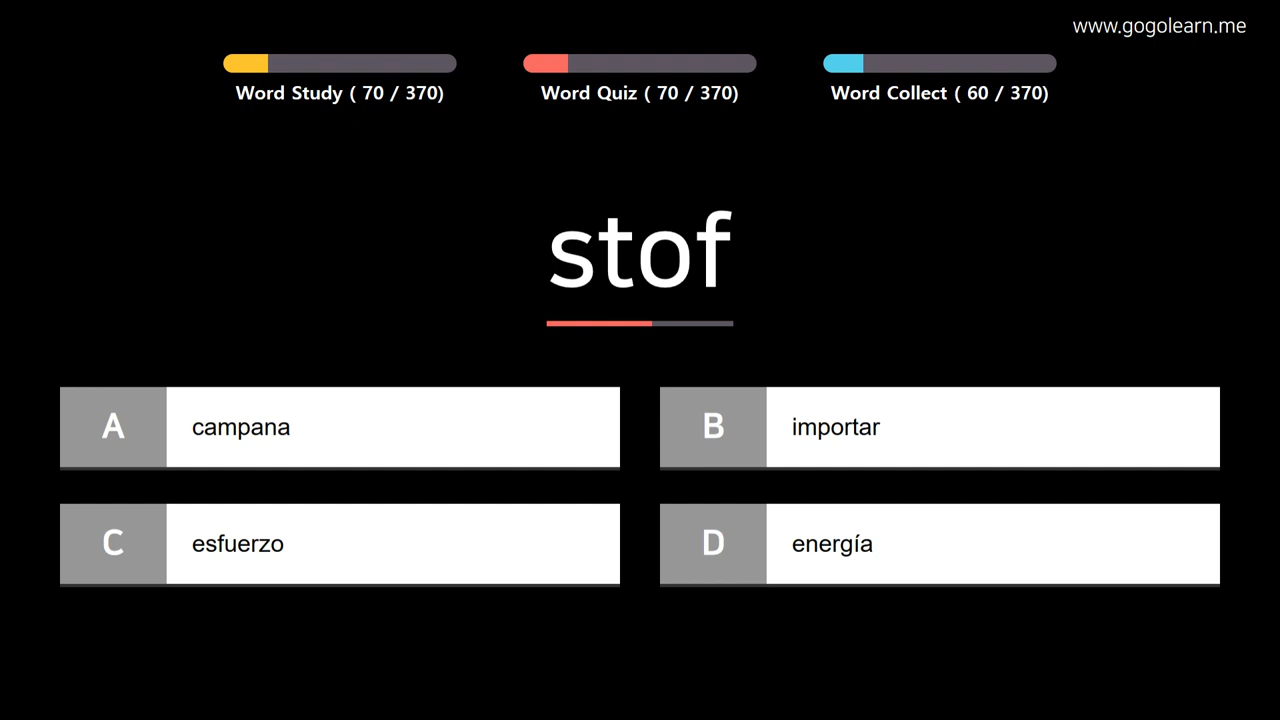 www.gogolearn.me
Word Study ( 70 / 370)
Word Quiz ( 70 / 370)
Word Collect ( 60 / 370)
stof
A campana
B importar
C esfuerzo
D energía